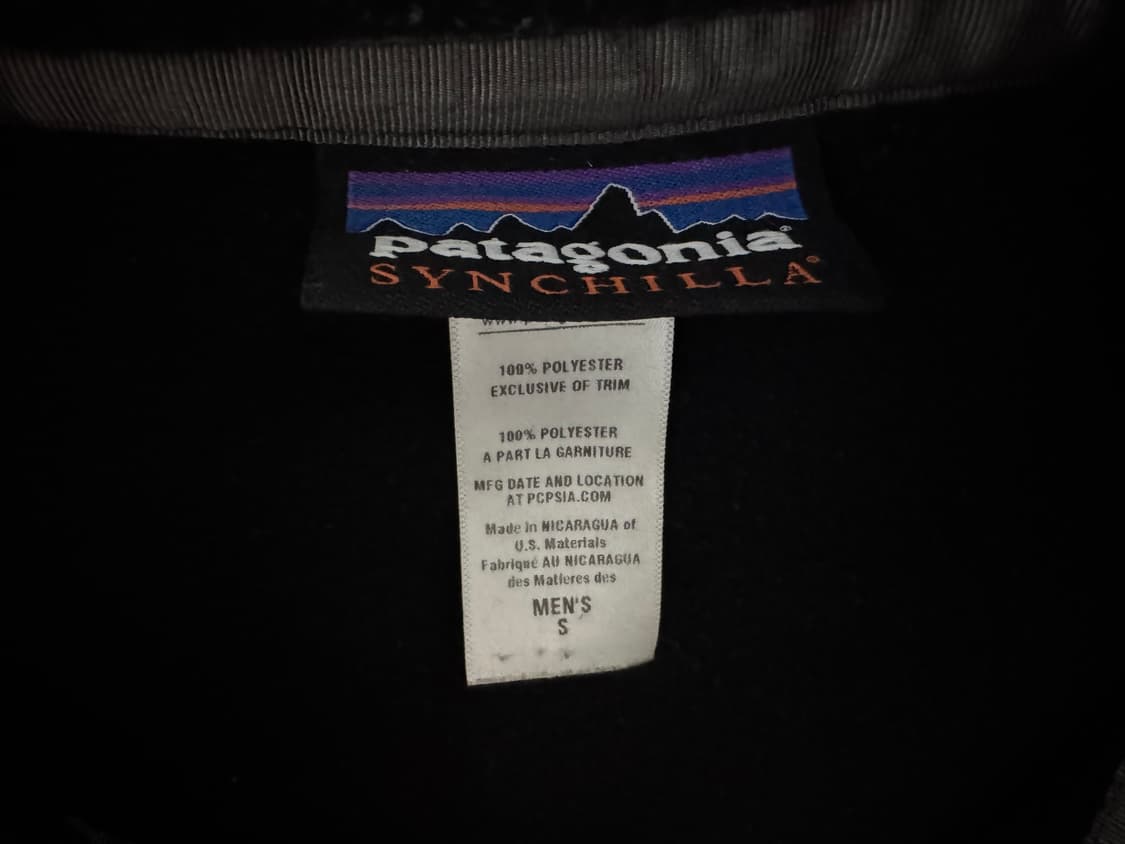 patagonia®
SYNCHILLA®
100% POLYESTER
EXCLUSIVE OF TRIM
100% POLYESTER
A PART LA GARNITURE
MFG DATE AND LOCATION
AT PCPSIA.COM
Made in NICARAGUA of
U.S. Materials
Fabriqué AU NICARAGUA
des Matieres des
MEN'S
S